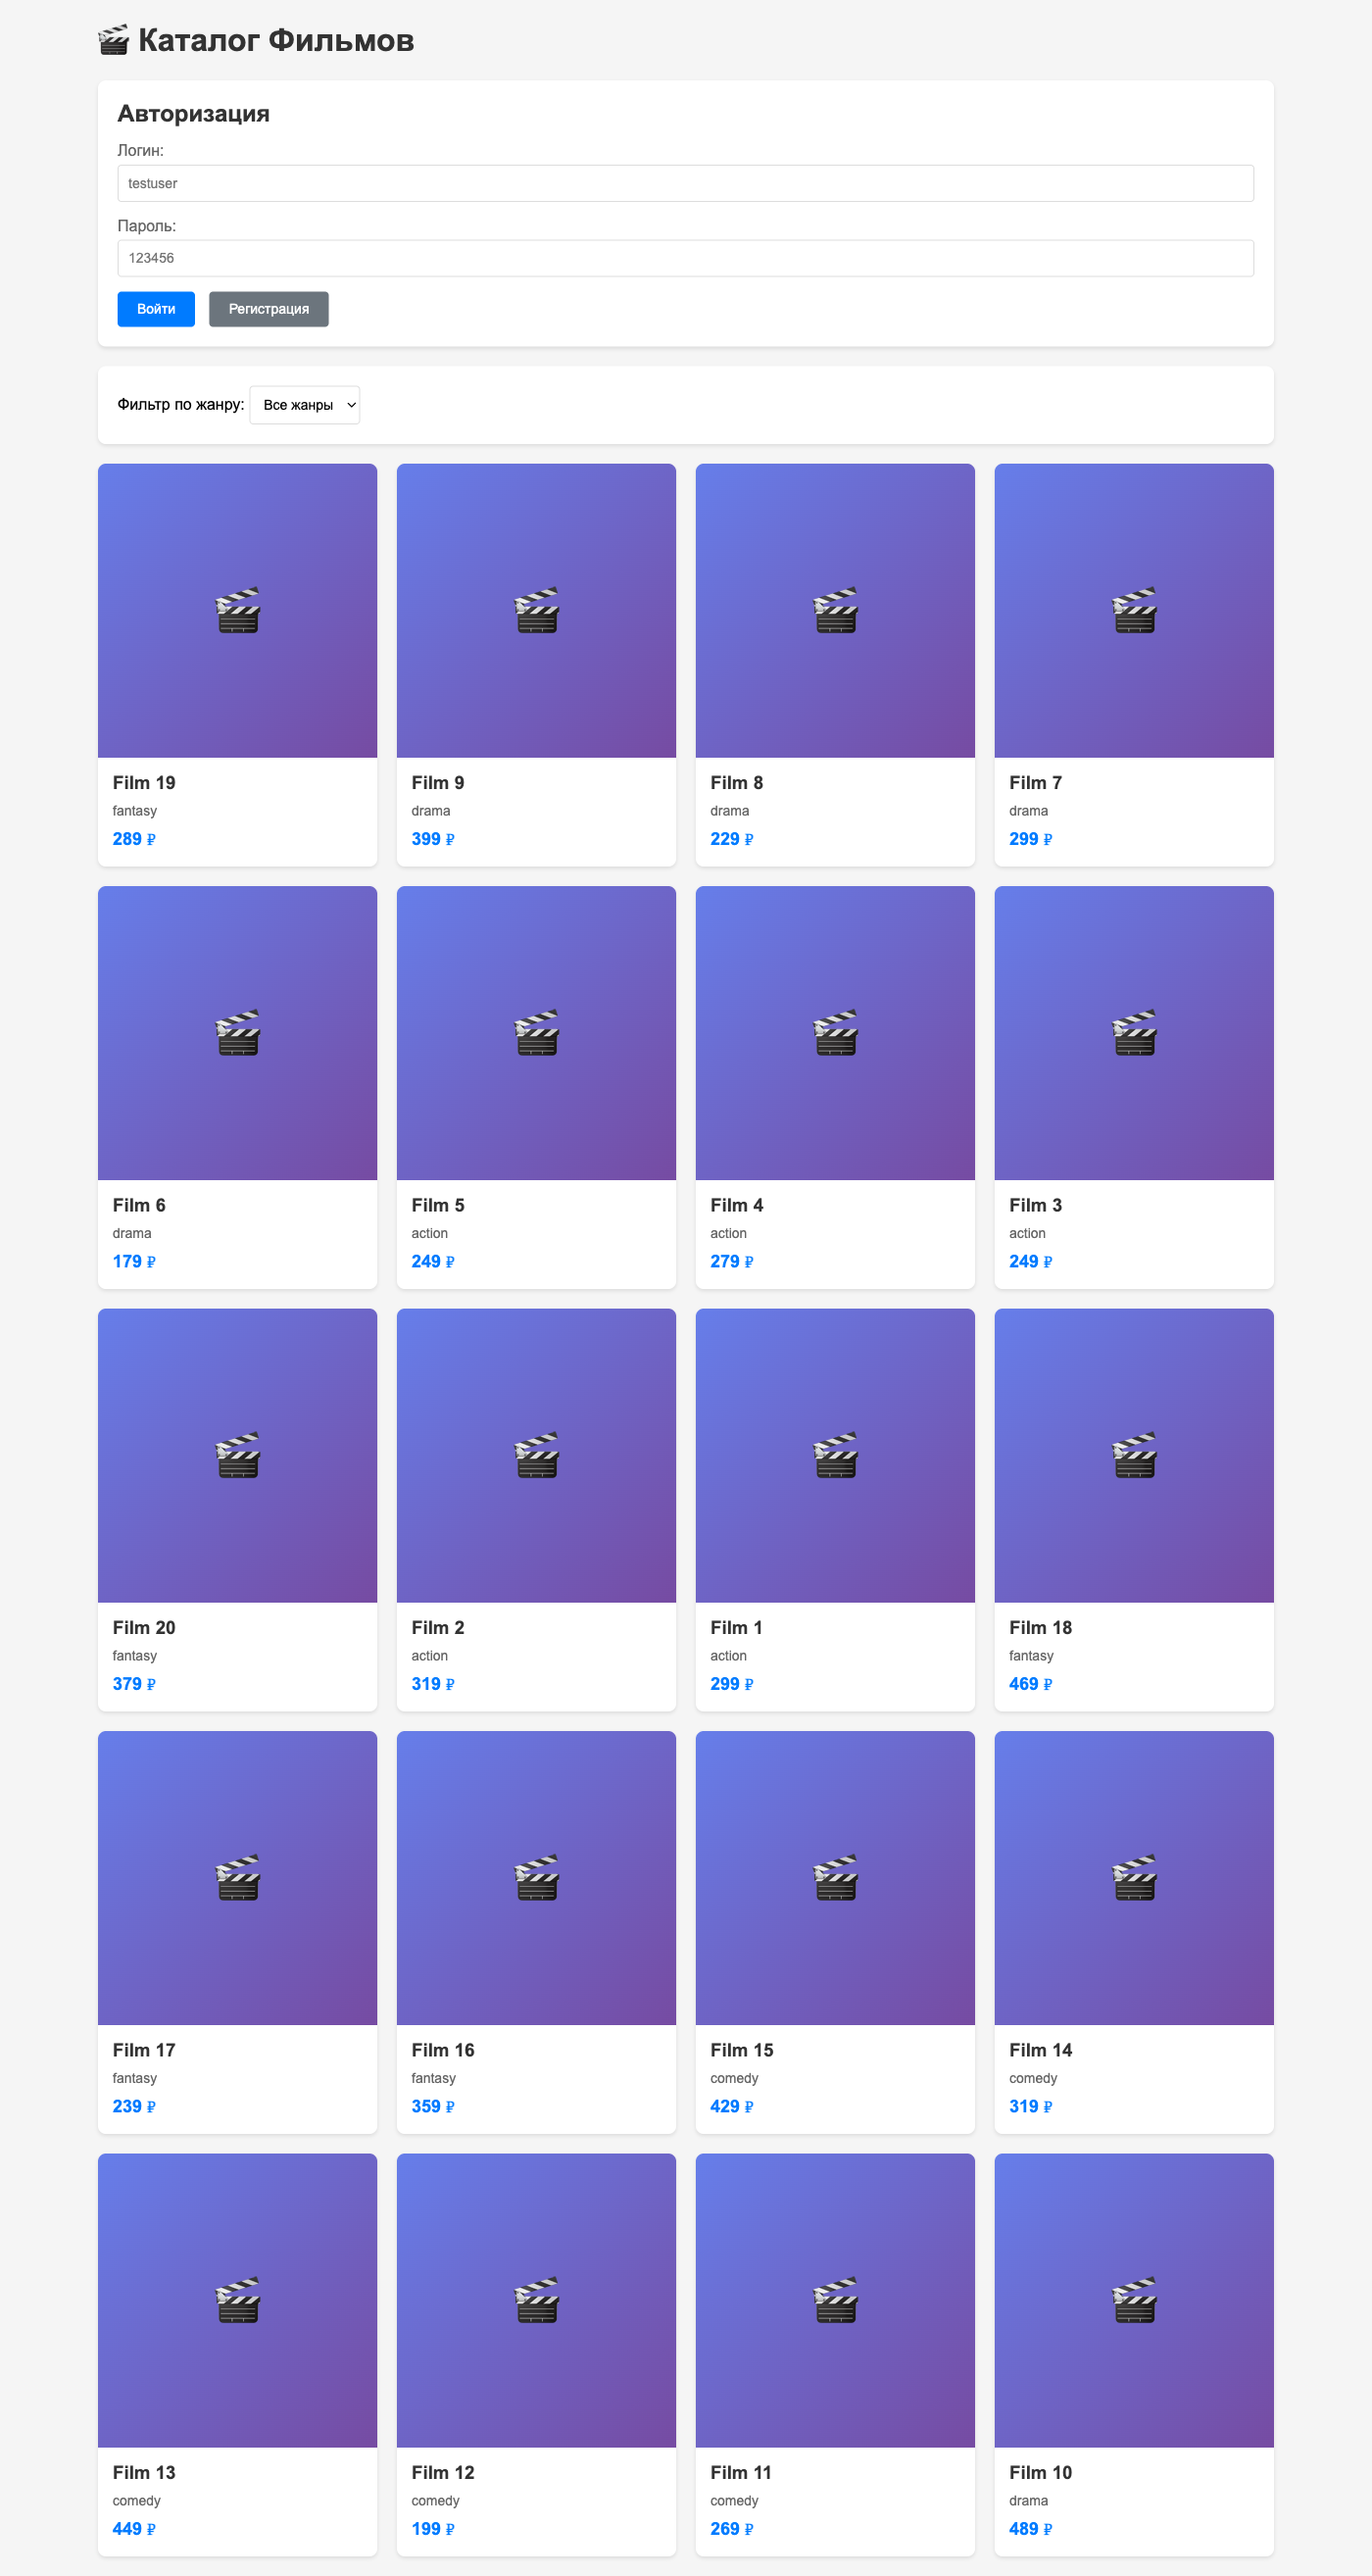 Каталог Фильмов
Авторизация
Логин:
testuser
Пароль:
123456
Войти Регистрация
Фильтр по жанру: Все жанры
Film 19
fantasy
289 ₽
Film 9
drama
399 ₽
Film 8
drama
229 ₽
Film 7
drama
299 ₽
Film 6
drama
179 ₽
Film 5
action
249 ₽
Film 4
action
279 ₽
Film 3
action
249 ₽
Film 20
fantasy
379 ₽
Film 2
action
319 ₽
Film 1
action
299 ₽
Film 18
fantasy
469 ₽
Film 17
fantasy
239 ₽
Film 16
fantasy
359 ₽
Film 15
comedy
429 ₽
Film 14
comedy
319 ₽
Film 13
comedy
449 ₽
Film 12
comedy
199 ₽
Film 11
comedy
269 ₽
Film 10
drama
489 ₽